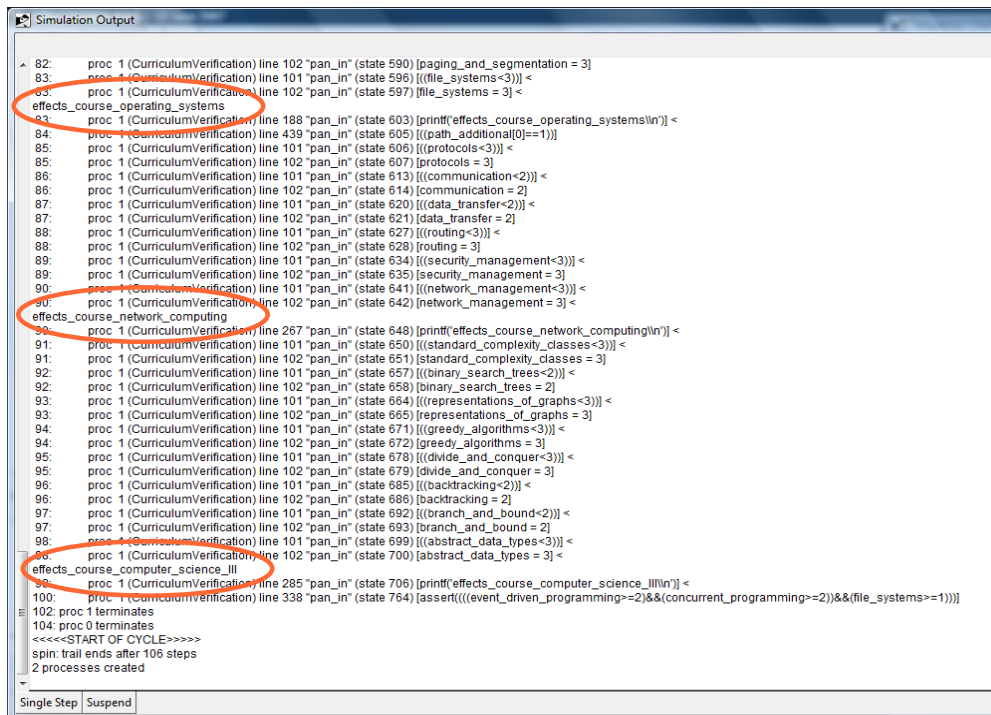 Simulation Output
82: proc 1 (CurriculumVerification) line 102 "pan_in" (state 590) [paging_and_segmentation = 3]
83: proc 1 (CurriculumVerification) line 101 "pan_in" (state 596) [((file_systems<3))] <
83: proc 1 (CurriculumVerification) line 102 "pan_in" (state 597) [file_systems = 3] <
effects_course_operating_systems
83: proc 1 (CurriculumVerification) line 188 "pan_in" (state 603) [printf('effects_course_operating_systems\\n')] <
84: proc 1 (CurriculumVerification) line 439 "pan_in" (state 605) [((path_additional[0]==1))]
85: proc 1 (CurriculumVerification) line 101 "pan_in" (state 606) [((protocols<3))] <
85: proc 1 (CurriculumVerification) line 102 "pan_in" (state 607) [protocols = 3]
86: proc 1 (CurriculumVerification) line 101 "pan_in" (state 613) [((communication<2))] <
86: proc 1 (CurriculumVerification) line 102 "pan_in" (state 614) [communication = 2]
87: proc 1 (CurriculumVerification) line 101 "pan_in" (state 620) [((data_transfer<2))] <
87: proc 1 (CurriculumVerification) line 102 "pan_in" (state 621) [data_transfer = 2]
88: proc 1 (CurriculumVerification) line 101 "pan_in" (state 627) [((routing<3))] <
88: proc 1 (CurriculumVerification) line 102 "pan_in" (state 628) [routing = 3]
89: proc 1 (CurriculumVerification) line 101 "pan_in" (state 634) [((security_management<3))] <
89: proc 1 (CurriculumVerification) line 102 "pan_in" (state 635) [security_management = 3]
90: proc 1 (CurriculumVerification) line 101 "pan_in" (state 641) [((network_management<3))] <
90: proc 1 (CurriculumVerification) line 102 "pan_in" (state 642) [network_management = 3] <
effects_course_network_computing
90: proc 1 (CurriculumVerification) line 267 "pan_in" (state 648) [printf('effects_course_network_computing\\n')] <
91: proc 1 (CurriculumVerification) line 101 "pan_in" (state 650) [((standard_complexity_classes<3))] <
91: proc 1 (CurriculumVerification) line 102 "pan_in" (state 651) [standard_complexity_classes = 3]
92: proc 1 (CurriculumVerification) line 101 "pan_in" (state 657) [((binary_search_trees<2))] <
92: proc 1 (CurriculumVerification) line 102 "pan_in" (state 658) [binary_search_trees = 2]
93: proc 1 (CurriculumVerification) line 101 "pan_in" (state 664) [((representations_of_graphs<3))] <
93: proc 1 (CurriculumVerification) line 102 "pan_in" (state 665) [representations_of_graphs = 3]
94: proc 1 (CurriculumVerification) line 101 "pan_in" (state 671) [((greedy_algorithms<3))] <
94: proc 1 (CurriculumVerification) line 102 "pan_in" (state 672) [greedy_algorithms = 3]
95: proc 1 (CurriculumVerification) line 101 "pan_in" (state 678) [((divide_and_conquer<3))] <
95: proc 1 (CurriculumVerification) line 102 "pan_in" (state 679) [divide_and_conquer = 3]
96: proc 1 (CurriculumVerification) line 101 "pan_in" (state 685) [((backtracking<2))] <
96: proc 1 (CurriculumVerification) line 102 "pan_in" (state 686) [backtracking = 2]
97: proc 1 (CurriculumVerification) line 101 "pan_in" (state 692) [((branch_and_bound<2))] <
97: proc 1 (CurriculumVerification) line 102 "pan_in" (state 693) [branch_and_bound = 2]
98: proc 1 (CurriculumVerification) line 101 "pan_in" (state 699) [((abstract_data_types<3))] <
98: proc 1 (CurriculumVerification) line 102 "pan_in" (state 700) [abstract_data_types = 3] <
effects_course_computer_science_III
98: proc 1 (CurriculumVerification) line 285 "pan_in" (state 706) [printf('effects_course_computer_science_III\n')] <
100: proc 1 (CurriculumVerification) line 338 "pan_in" (state 764) [assert((((event_driven_programming>=2)&&(concurrent_programming>=2))&&(file_systems>=1)))]
102: proc 1 terminates
104: proc 0 terminates
<<<<<START OF CYCLE>>>>>
spin: trail ends after 106 steps
2 processes created
Single Step Suspend